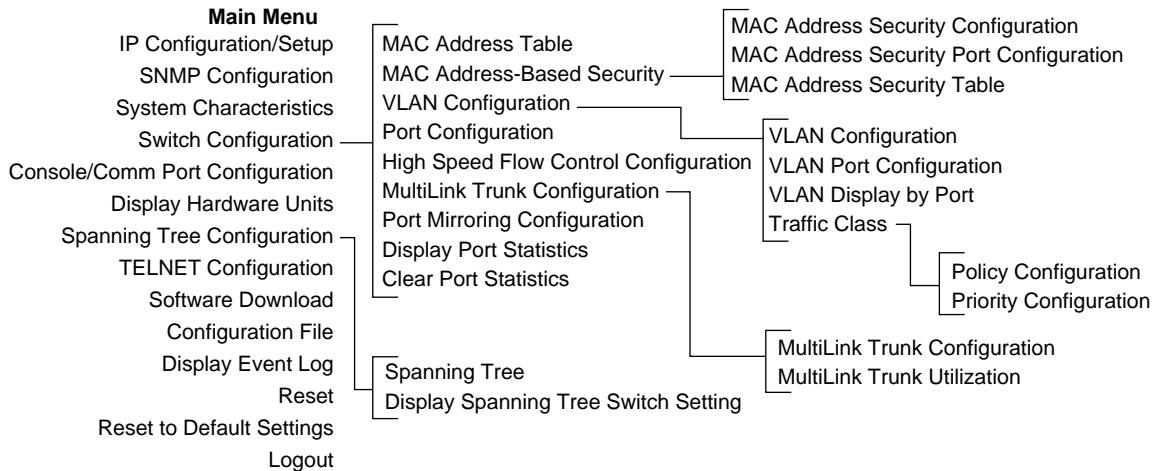 Main Menu
IP Configuration/Setup
SNMP Configuration
System Characteristics
Switch Configuration
Console/Comm Port Configuration
Display Hardware Units
Spanning Tree Configuration
TELNET Configuration
Software Download
Configuration File
Display Event Log
Reset
Reset to Default Settings
Logout
MAC Address Table
MAC Address-Based Security
VLAN Configuration
Port Configuration
High Speed Flow Control Configuration
MultiLink Trunk Configuration
Port Mirroring Configuration
Display Port Statistics
Clear Port Statistics
Spanning Tree
Display Spanning Tree Switch Setting
MAC Address Security Configuration
MAC Address Security Port Configuration
MAC Address Security Table
VLAN Configuration
VLAN Port Configuration
VLAN Display by Port
Traffic Class
Policy Configuration
Priority Configuration
MultiLink Trunk Configuration
MultiLink Trunk Utilization